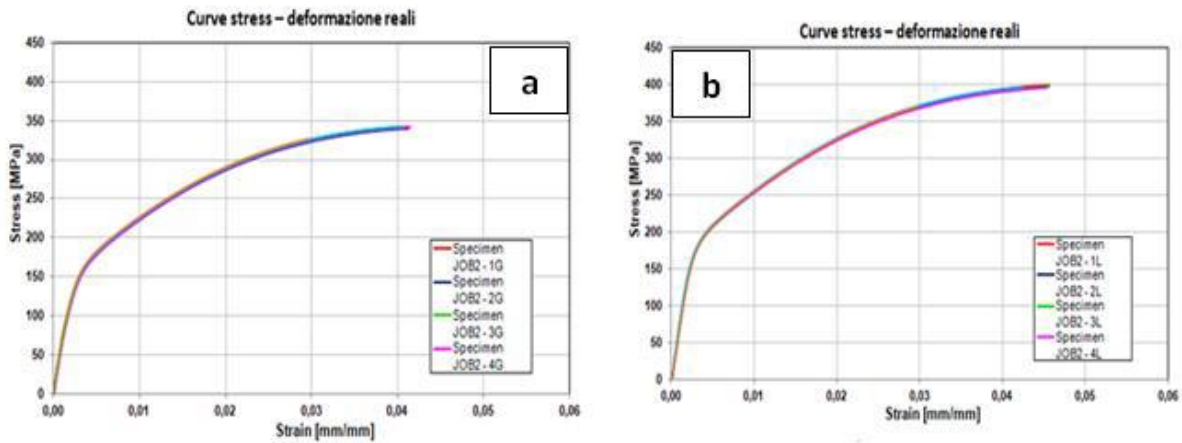 Curve stress – deformazione reali
a
450
400
350
300
250
200
150
100
50
0
Stress [MPa]
0,00 0,01 0,02 0,03 0,04 0,05 0,06
Strain [mm/mm]
Specimen
JOB2 - 1G
Specimen
JOB2 - 2G
Specimen
JOB2 - 3G
Specimen
JOB2 - 4G
Curve stress – deformazione reali
b
450
400
350
300
250
200
150
100
50
0
Stress [MPa]
0,00 0,01 0,02 0,03 0,04 0,05 0,06
Strain [mm/mm]
Specimen
JOB2 - 1L
Specimen
JOB2 - 2L
Specimen
JOB2 - 3L
Specimen
JOB2 - 4L